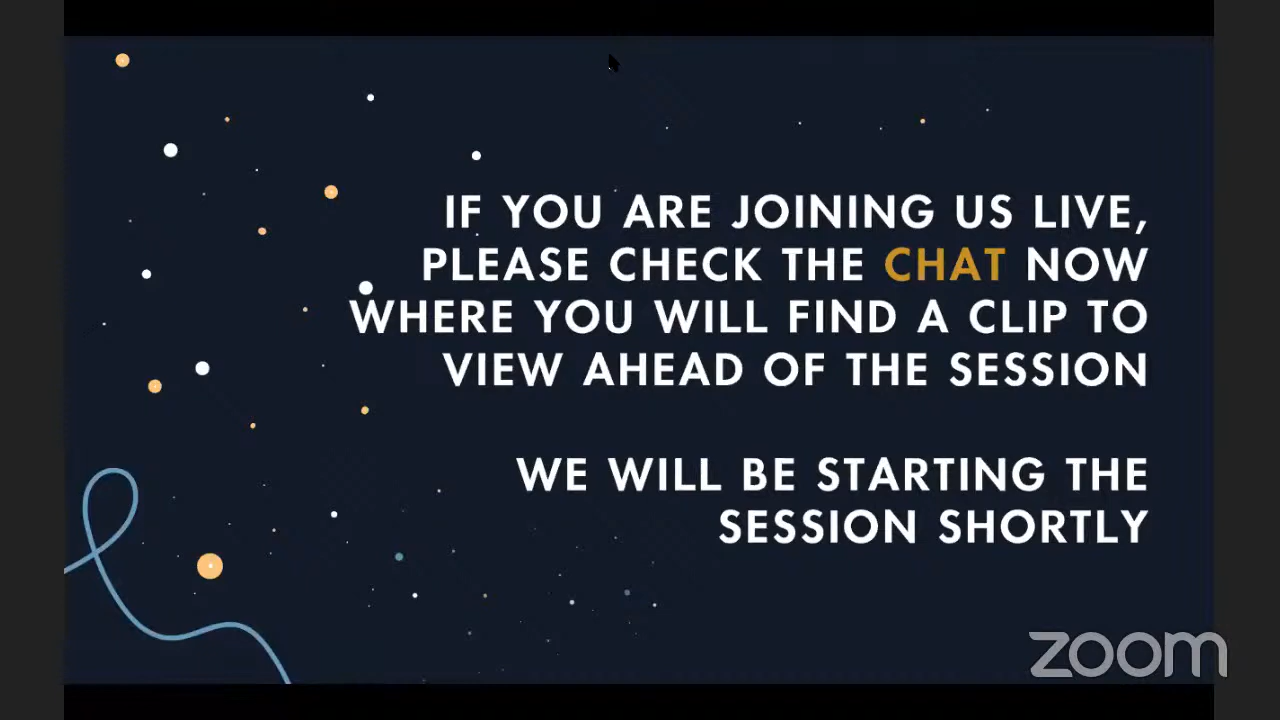 IF YOU ARE JOINING US LIVE,
PLEASE CHECK THE CHAT NOW
WHERE YOU WILL FIND A CLIP TO
VIEW AHEAD OF THE SESSION
WE WILL BE STARTING THE
SESSION SHORTLY
zoom